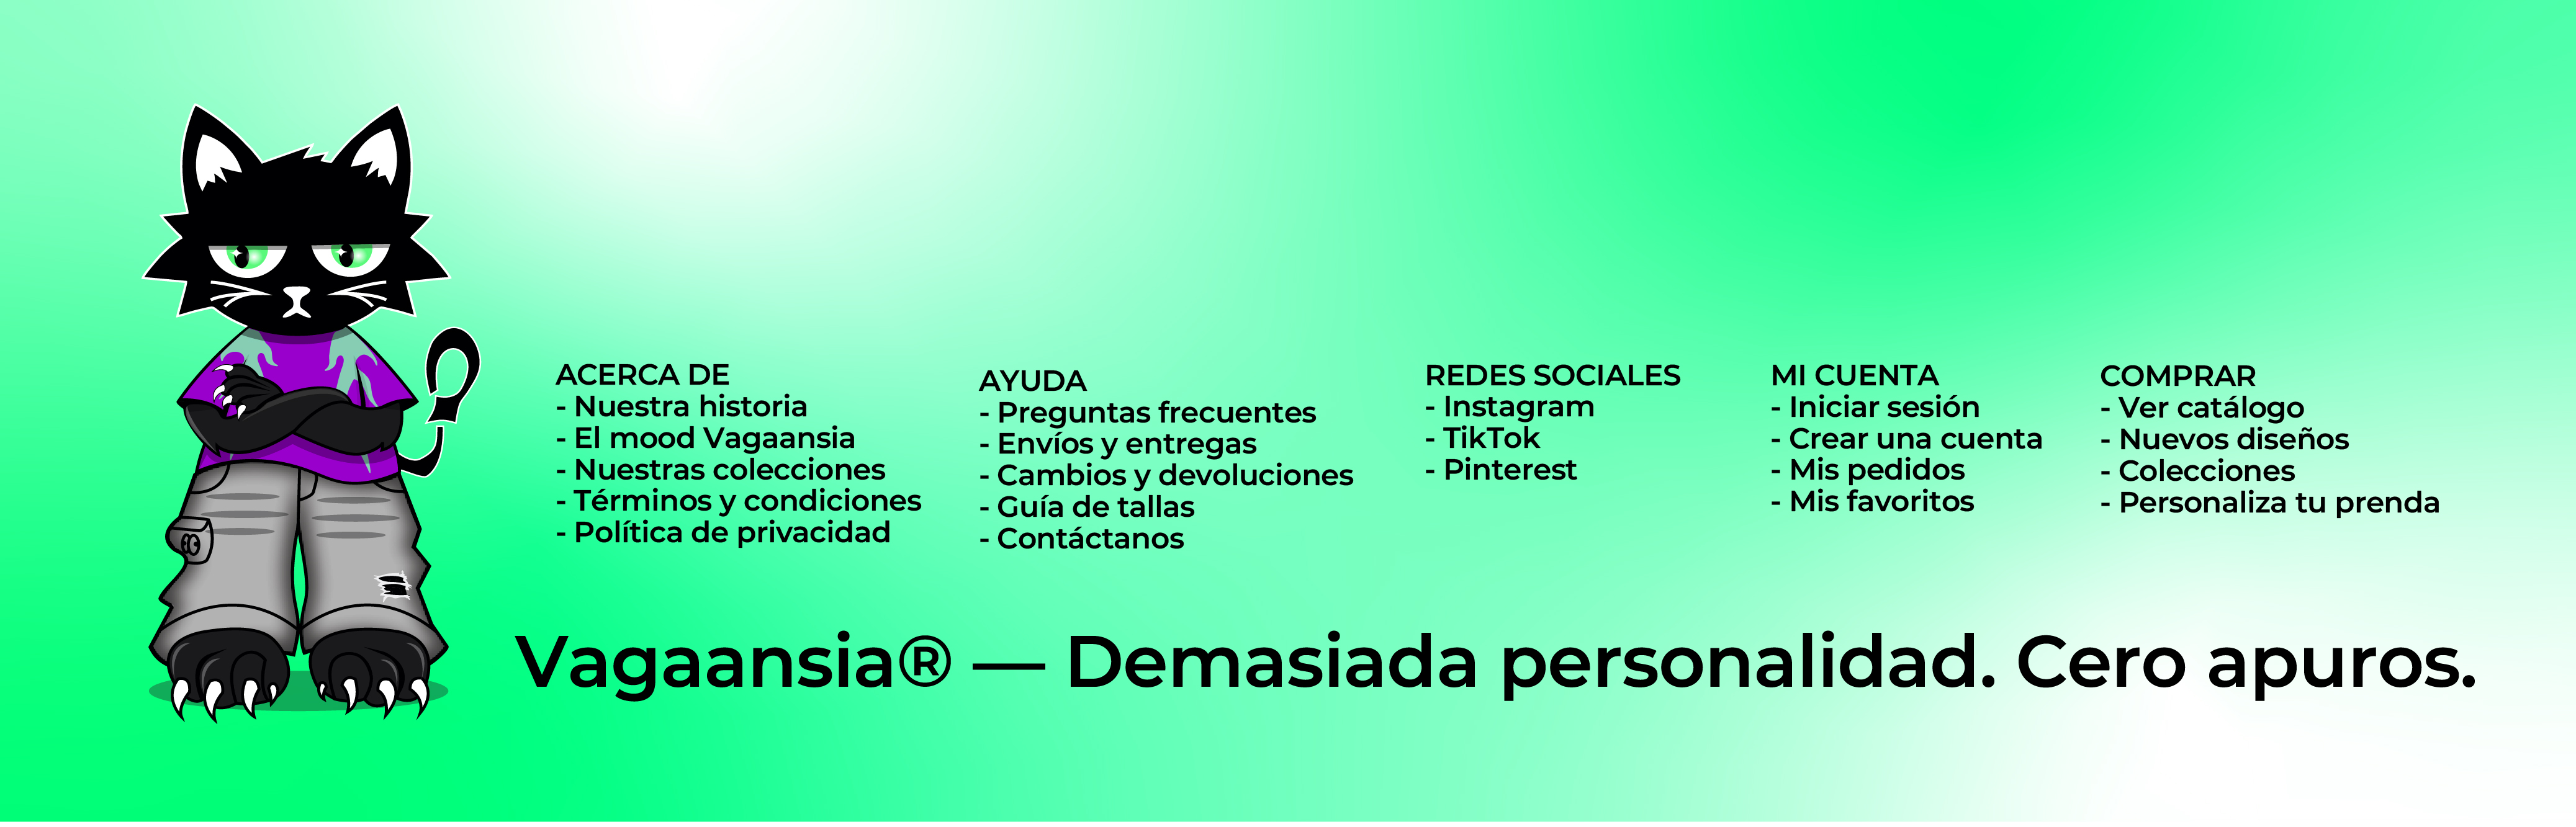 ACERCA DE
- Nuestra historia
- El mood Vagaansia
- Nuestras colecciones
- Términos y condiciones
- Política de privacidad
AYUDA
- Preguntas frecuentes
- Envíos y entregas
- Cambios y devoluciones
- Guía de tallas
- Contáctanos
REDES SOCIALES
- Instagram
- TikTok
- Pinterest
MI CUENTA
- Iniciar sesión
- Crear una cuenta
- Mis pedidos
- Mis favoritos
COMPRAR
- Ver catálogo
- Nuevos diseños
- Colecciones
- Personaliza tu prenda
Vagaansia® — Demasiada personalidad. Cero apuros.